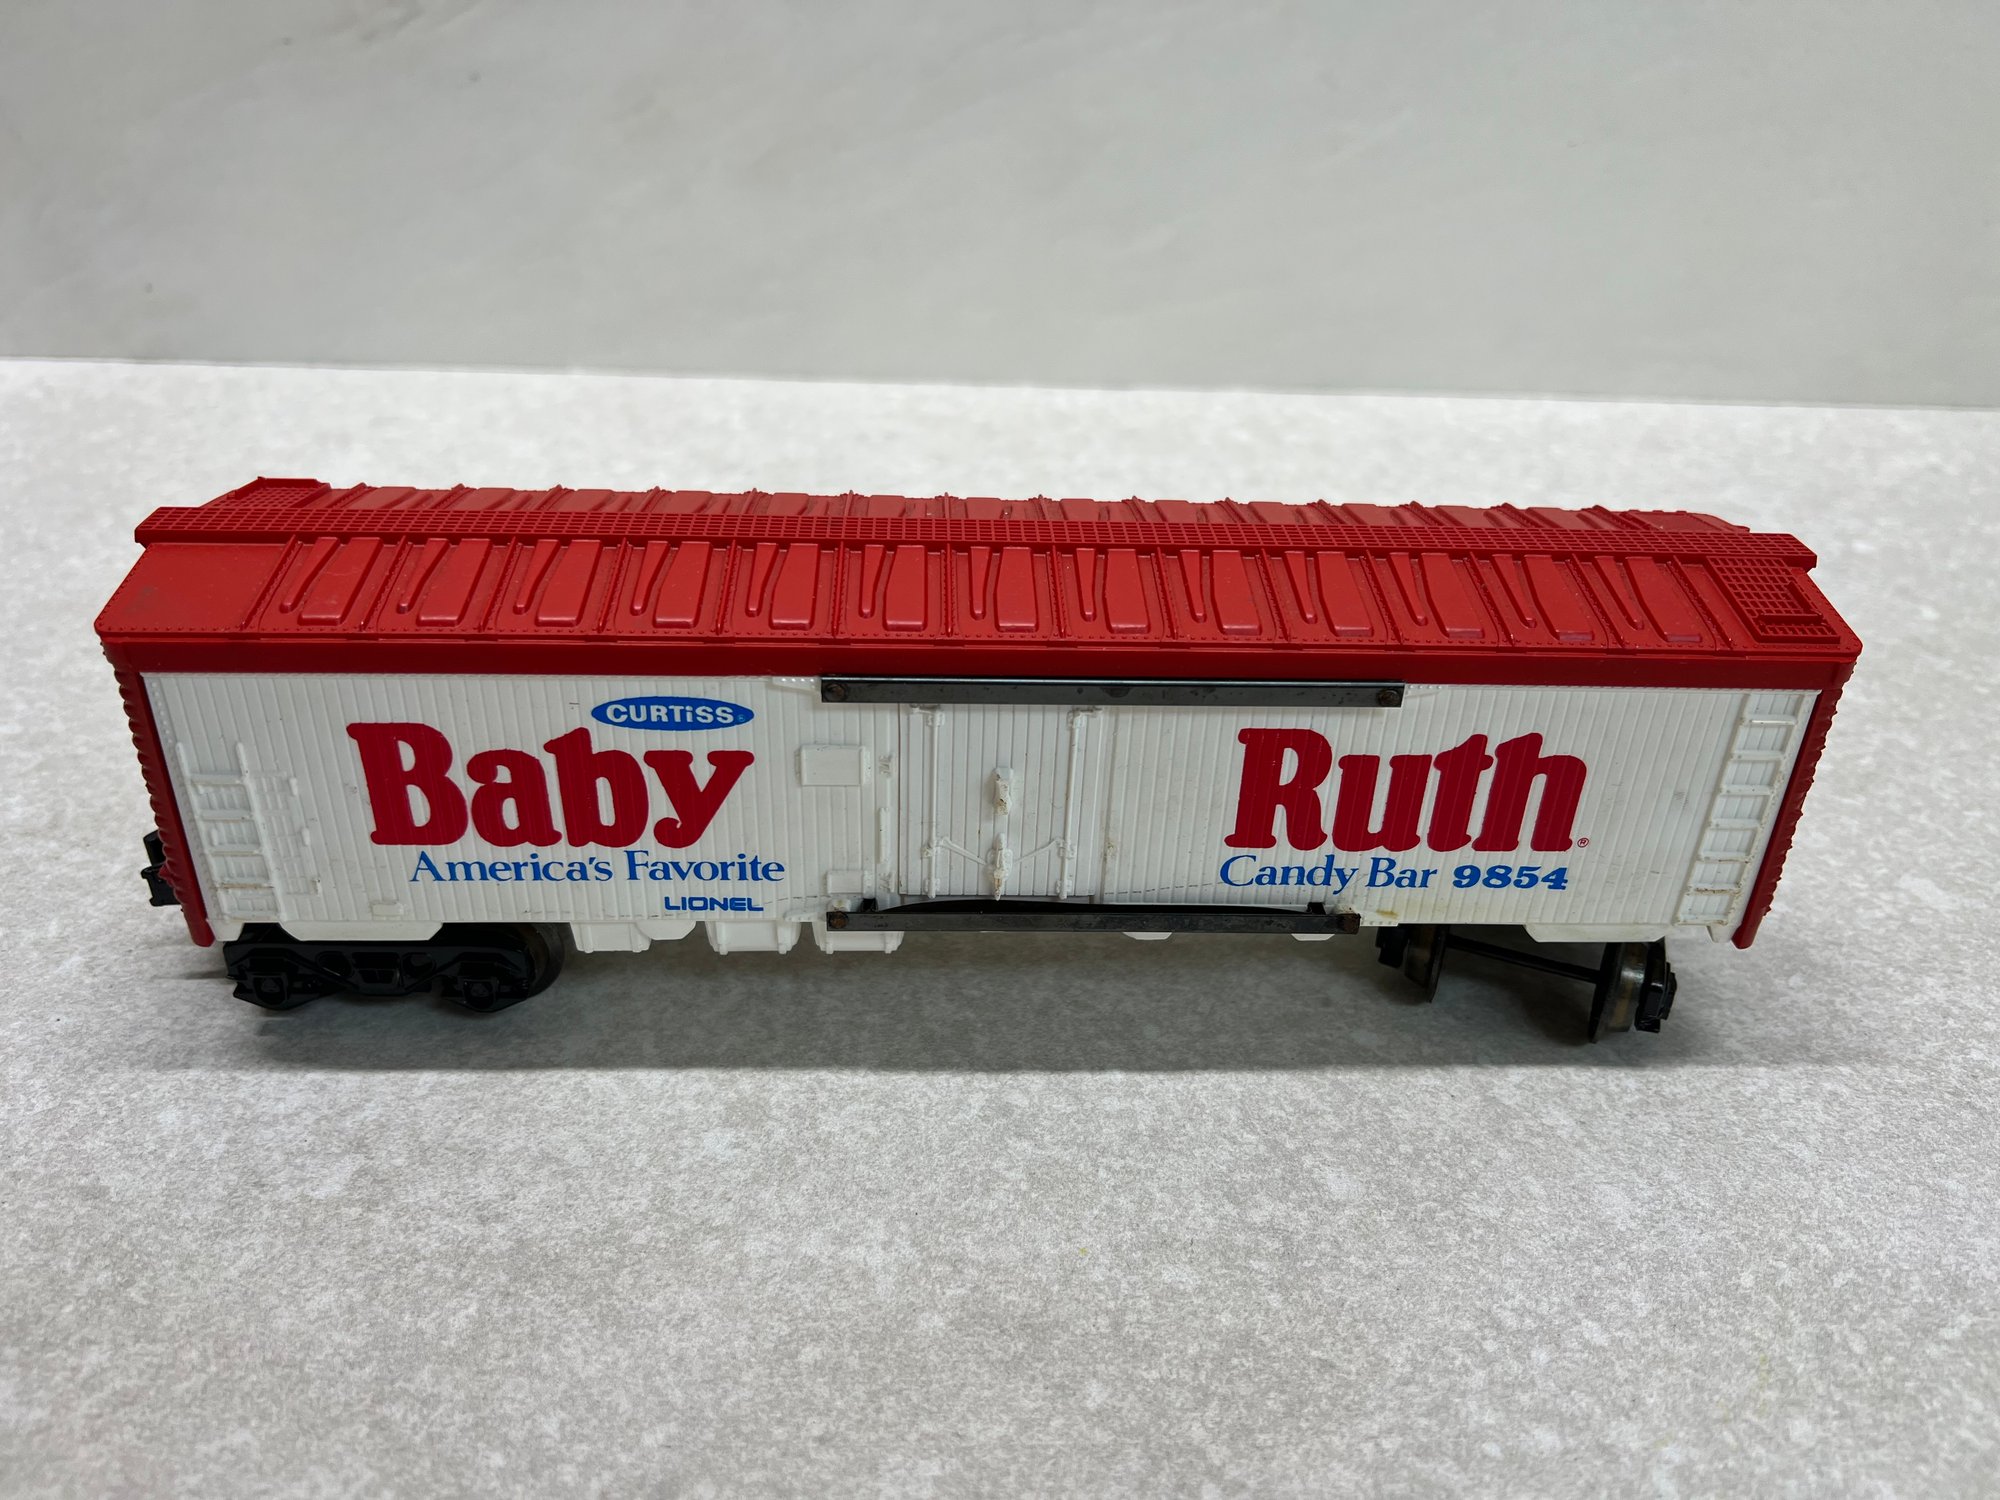 CURTiSS
Baby Ruth®
America's Favorite Candy Bar 9854
LIONEL